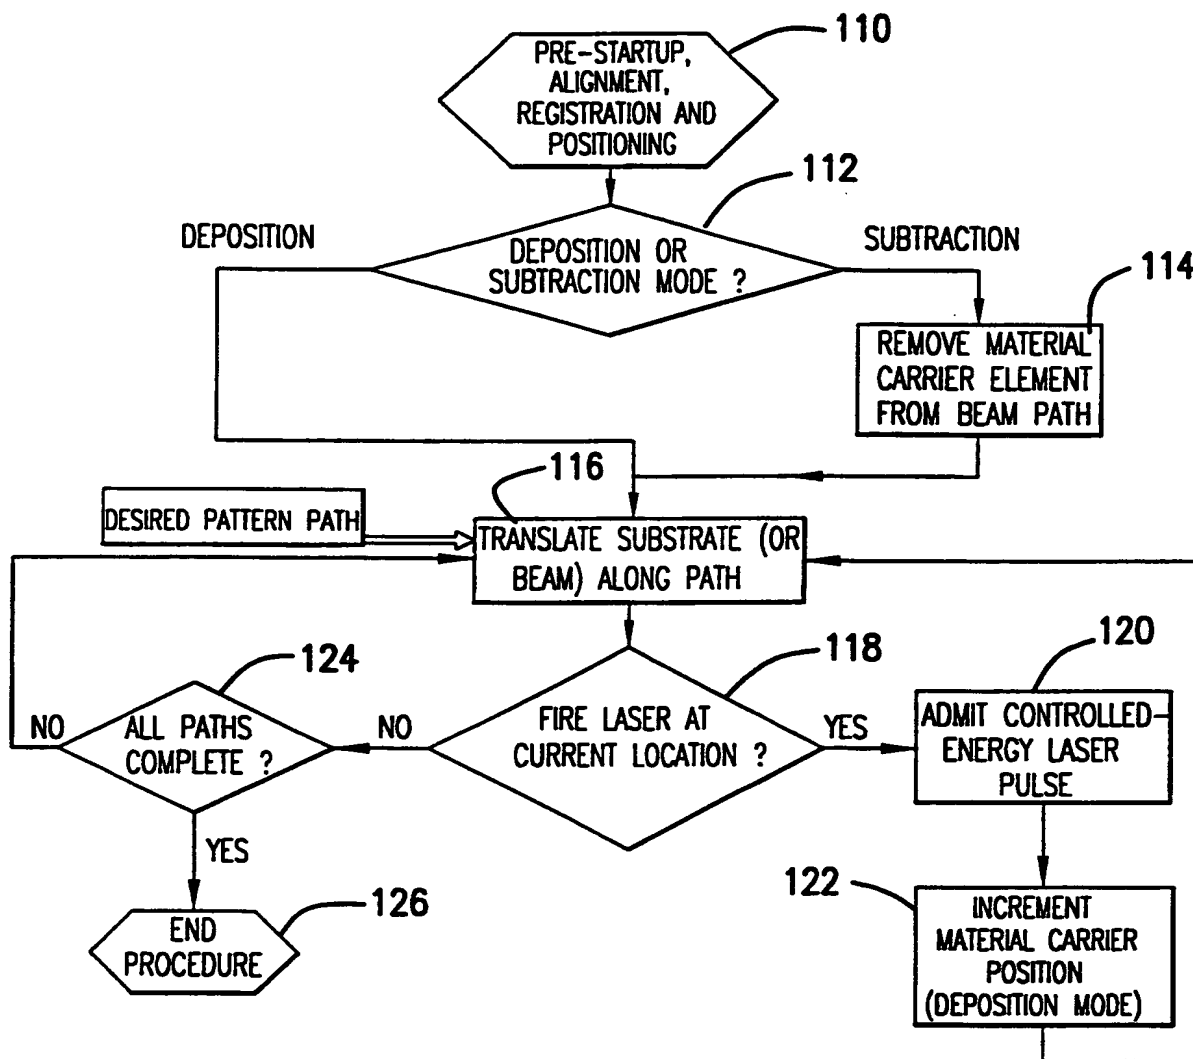 110
PRE-STARTUP,
ALIGNMENT,
REGISTRATION AND
POSITIONING
112
DEPOSITION
DEPOSITION OR
SUBTRACTION MODE ?
SUBTRACTION
114
REMOVE MATERIAL
CARRIER ELEMENT
FROM BEAM PATH
116
DESIRED PATTERN PATH
TRANSLATE SUBSTRATE (OR
BEAM) ALONG PATH
118
FIRE LASER AT
CURRENT LOCATION ?
NO
YES
120
ADMIT CONTROLLED-
ENERGY LASER
PULSE
124
ALL PATHS
COMPLETE ?
NO
YES
122
INCREMENT
MATERIAL CARRIER
POSITION
(DEPOSITION MODE)
126
END
PROCEDURE